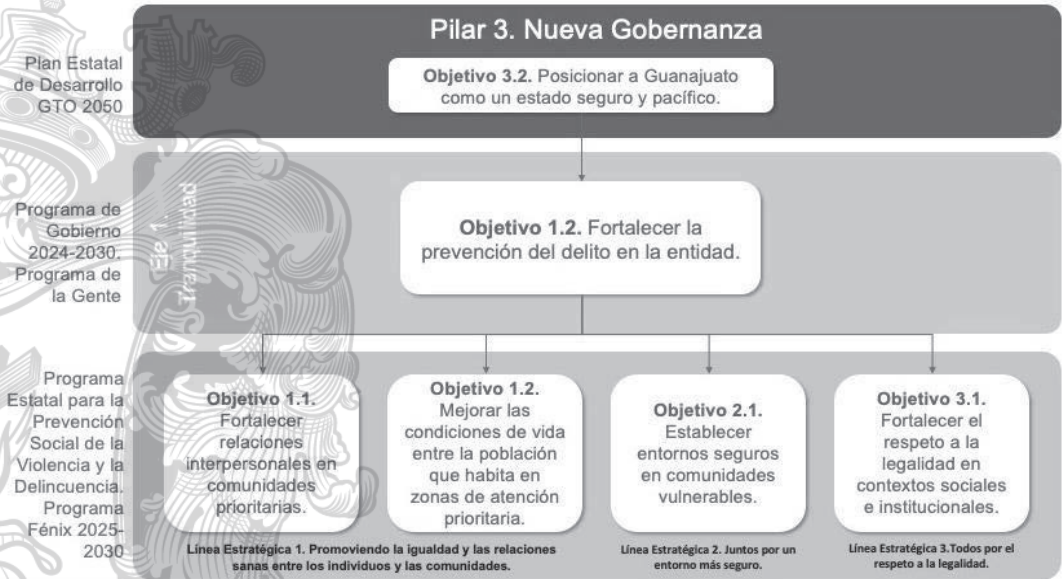 Pilar 3. Nueva Gobernanza
Plan Estatal
de Desarrollo
GTO 2050
Objetivo 3.2. Posicionar a Guanajuato
como un estado seguro y pacífico.
Programa de
Gobierno
2024-2030.
Programa de
la Gente
Eje 1.
Tranquilidad
Objetivo 1.2. Fortalecer la
prevención del delito en la entidad.
Programa
Estatal para la
Prevención
Social de la
Violencia y la
Delincuencia.
Programa
Fénix 2025-
2030
Objetivo 1.1.
Fortalecer
relaciones
interpersonales en
comunidades
prioritarias.
Objetivo 1.2.
Mejorar las
condiciones de vida
entre la población
que habita en
zonas de atención
prioritaria.
Objetivo 2.1.
Establecer
entornos seguros
en comunidades
vulnerables.
Objetivo 3.1.
Fortalecer el
respeto a la
legalidad en
contextos sociales
e institucionales.
Línea Estratégica 1. Promoviendo la igualdad y las relaciones
sanas entre los individuos y las comunidades.
Línea Estratégica 2. Juntos por un
entorno más seguro.
Línea Estratégica 3.Todos por el
respeto a la legalidad.